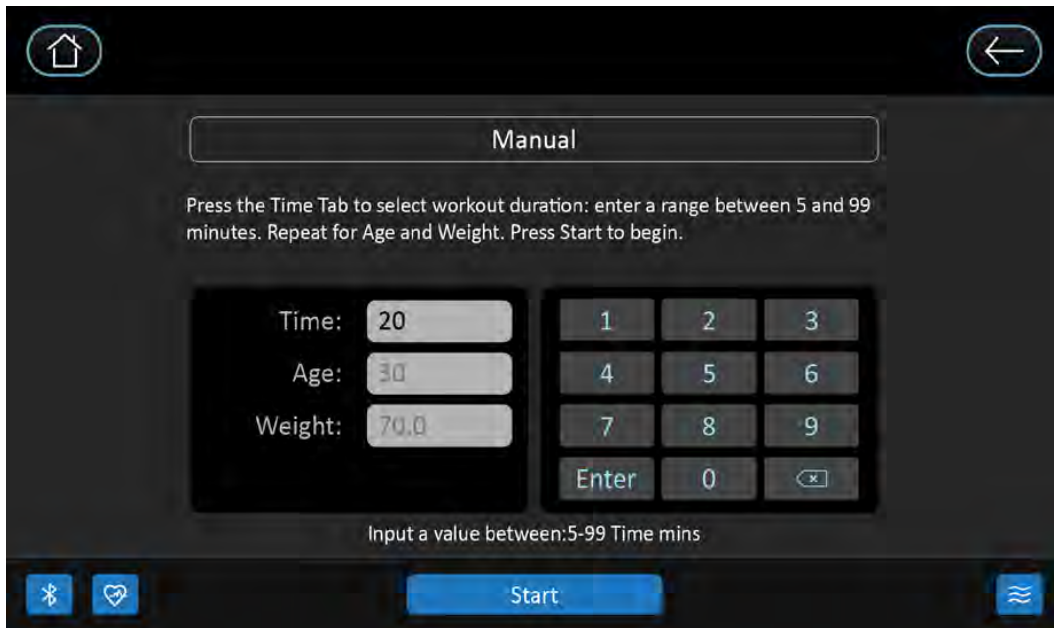 Manual
Press the Time Tab to select workout duration: enter a range between 5 and 99
minutes. Repeat for Age and Weight. Press Start to begin.
Time: 20
Age: 30
Weight: 70.0
1 2 3
4 5 6
7 8 9
Enter 0
Input a value between:5-99 Time mins
Start